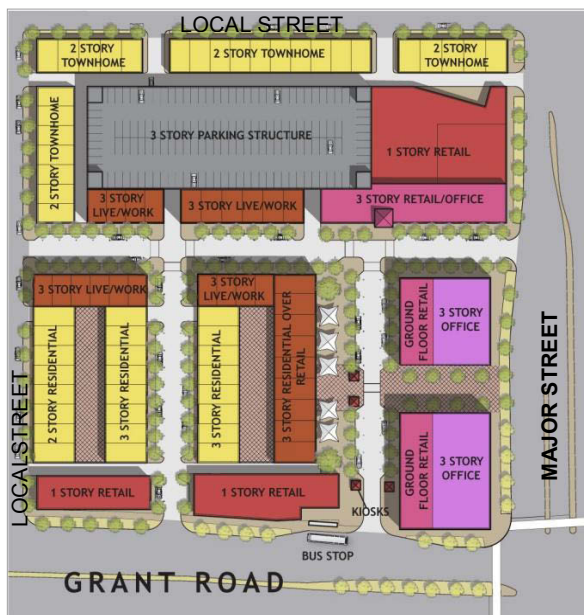 LOCAL STREET
2 STORY
TOWNHOME
2 STORY TOWNHOME
2 STORY
TOWNHOME
2 STORY TOWNHOME
3 STORY PARKING STRUCTURE
1 STORY RETAIL
3 STORY LIVE/WORK
3 STORY LIVE/WORK
3 STORY RETAIL/OFFICE
3 STORY LIVE/WORK
3 STORY
LIVE/WORK
2 STORY RESIDENTIAL
3 STORY RESIDENTIAL
3 STORY RESIDENTIAL
3 STORY RESIDENTIAL OVER
RETAIL
GROUND
FLOOR RETAIL
3 STORY
OFFICE
GROUND
FLOOR RETAIL
3 STORY
OFFICE
LOCAL STREET
MAJOR STREET
1 STORY RETAIL
1 STORY RETAIL
KIOSKS
BUS STOP
GRANT ROAD